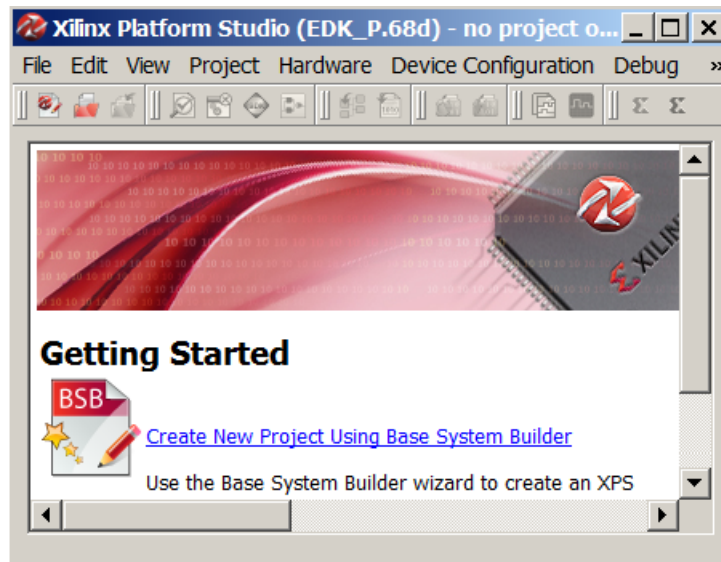 Xilinx Platform Studio (EDK_P.68d) - no project o...
File Edit View Project Hardware Device Configuration Debug »
Getting Started
BSB
Create New Project Using Base System Builder
Use the Base System Builder wizard to create an XPS
XILINX